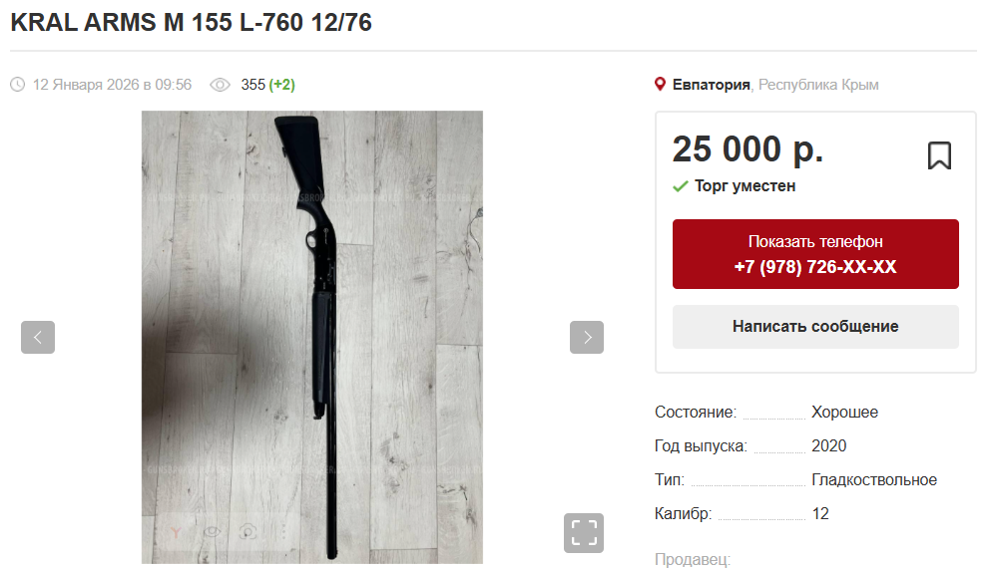 KRAL ARMS M 155 L-760 12/76
12 Января 2026 в 09:56 355 (+2)
Евпатория, Республика Крым
25 000 р.
Торг уместен
Показать телефон
+7 (978) 726-XX-XX
Написать сообщение
Состояние: Хорошее
Год выпуска: 2020
Тип: Гладкоствольное
Калибр: 12
Продавец: